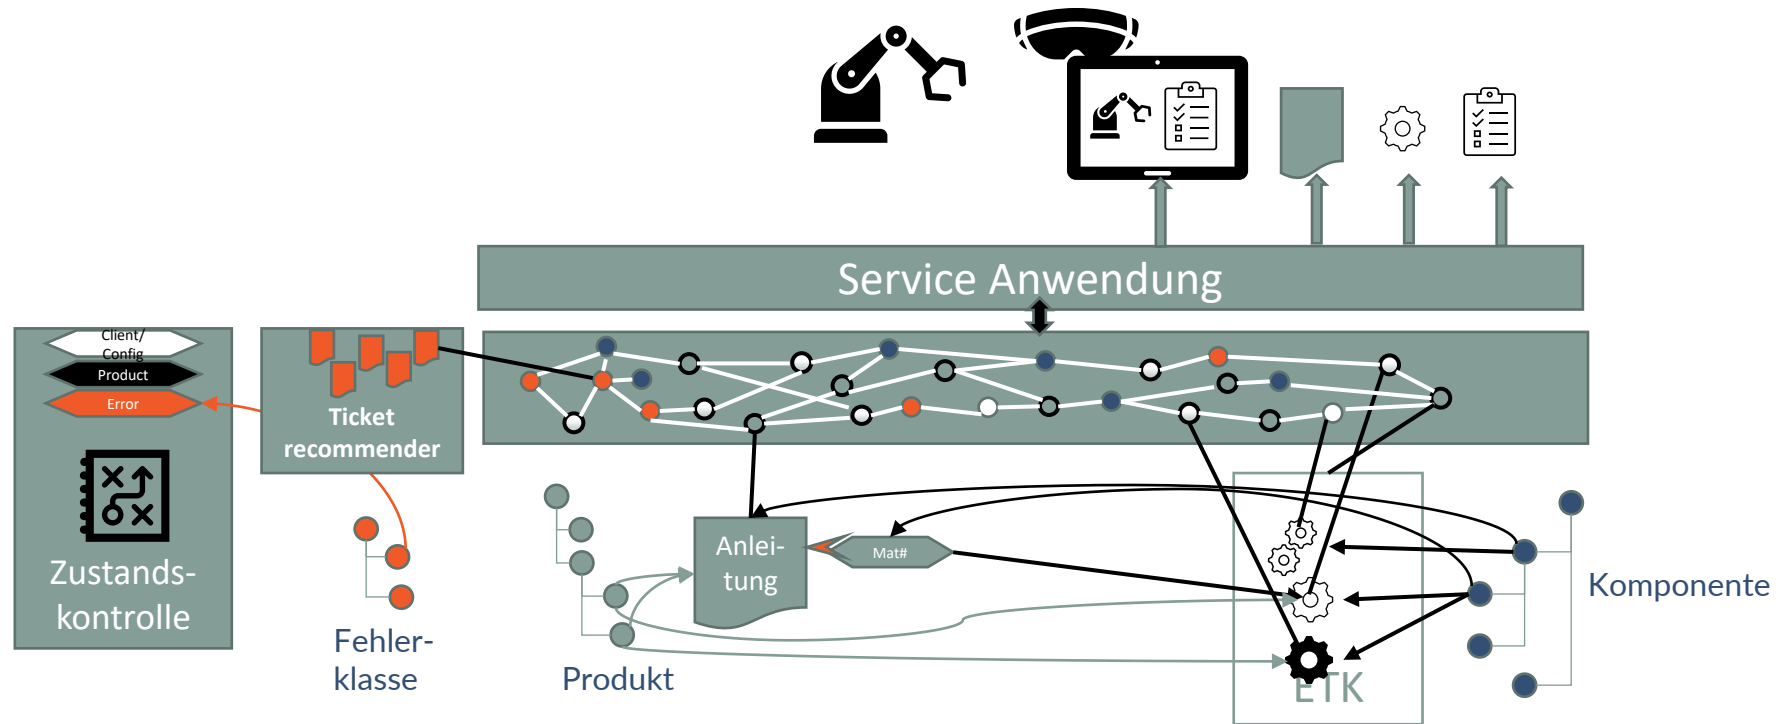 Service Anwendung
Client/
Config
Product
Error
Zustands-
kontrolle
Ticket
recommender
Fehler-
klasse
Produkt
Anlei-
tung
Mat#
ETK
Komponente